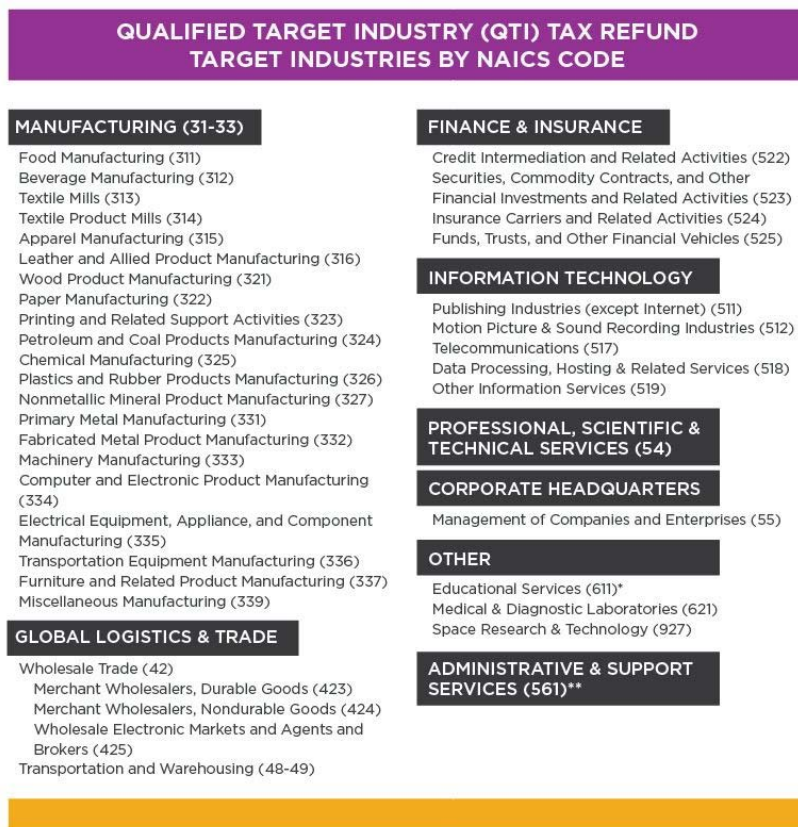 QUALIFIED TARGET INDUSTRY (QTI) TAX REFUND
TARGET INDUSTRIES BY NAICS CODE
MANUFACTURING (31-33)
Food Manufacturing (311)
Beverage Manufacturing (312)
Textile Mills (313)
Textile Product Mills (314)
Apparel Manufacturing (315)
Leather and Allied Product Manufacturing (316)
Wood Product Manufacturing (321)
Paper Manufacturing (322)
Printing and Related Support Activities (323)
Petroleum and Coal Products Manufacturing (324)
Chemical Manufacturing (325)
Plastics and Rubber Products Manufacturing (326)
Nonmetallic Mineral Product Manufacturing (327)
Primary Metal Manufacturing (331)
Fabricated Metal Product Manufacturing (332)
Machinery Manufacturing (333)
Computer and Electronic Product Manufacturing
(334)
Electrical Equipment, Appliance, and Component
Manufacturing (335)
Transportation Equipment Manufacturing (336)
Furniture and Related Product Manufacturing (337)
Miscellaneous Manufacturing (339)
GLOBAL LOGISTICS & TRADE
Wholesale Trade (42)
Merchant Wholesalers, Durable Goods (423)
Merchant Wholesalers, Nondurable Goods (424)
Wholesale Electronic Markets and Agents and
Brokers (425)
Transportation and Warehousing (48-49)
FINANCE & INSURANCE
Credit Intermediation and Related Activities (522)
Securities, Commodity Contracts, and Other
Financial Investments and Related Activities (523)
Insurance Carriers and Related Activities (524)
Funds, Trusts, and Other Financial Vehicles (525)
INFORMATION TECHNOLOGY
Publishing Industries (except Internet) (511)
Motion Picture & Sound Recording Industries (512)
Telecommunications (517)
Data Processing, Hosting & Related Services (518)
Other Information Services (519)
PROFESSIONAL, SCIENTIFIC &
TECHNICAL SERVICES (54)
CORPORATE HEADQUARTERS
Management of Companies and Enterprises (55)
OTHER
Educational Services (611)*
Medical & Diagnostic Laboratories (621)
Space Research & Technology (927)
ADMINISTRATIVE & SUPPORT
SERVICES (561)**